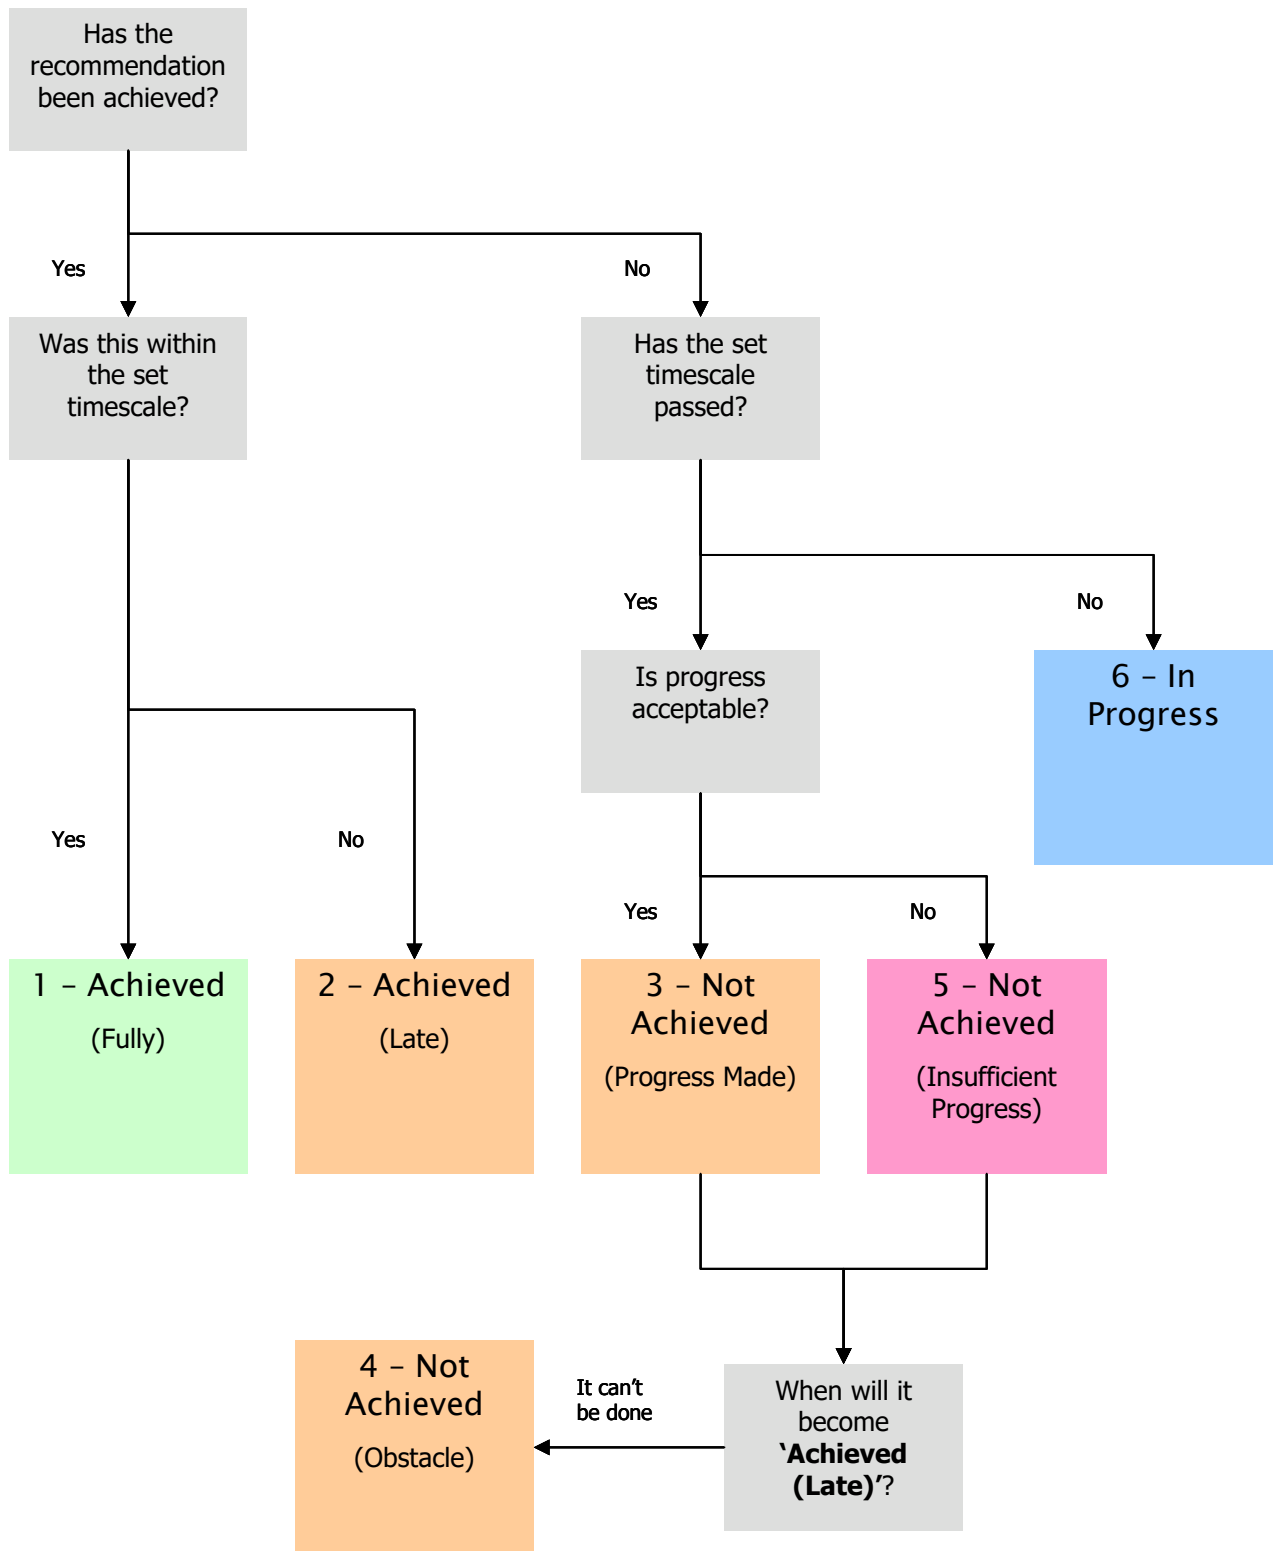 Has the
recommendation
been achieved?
Yes
No
Was this within
the set
timescale?
Has the set
timescale
passed?
Yes
No
Is progress
acceptable?
6 – In
Progress
Yes
No
Yes
No
1 – Achieved
(Fully)
2 – Achieved
(Late)
3 – Not
Achieved
(Progress Made)
5 – Not
Achieved
(Insufficient
Progress)
4 – Not
Achieved
(Obstacle)
It can’t
be done
When will it
become
‘Achieved
(Late)’?